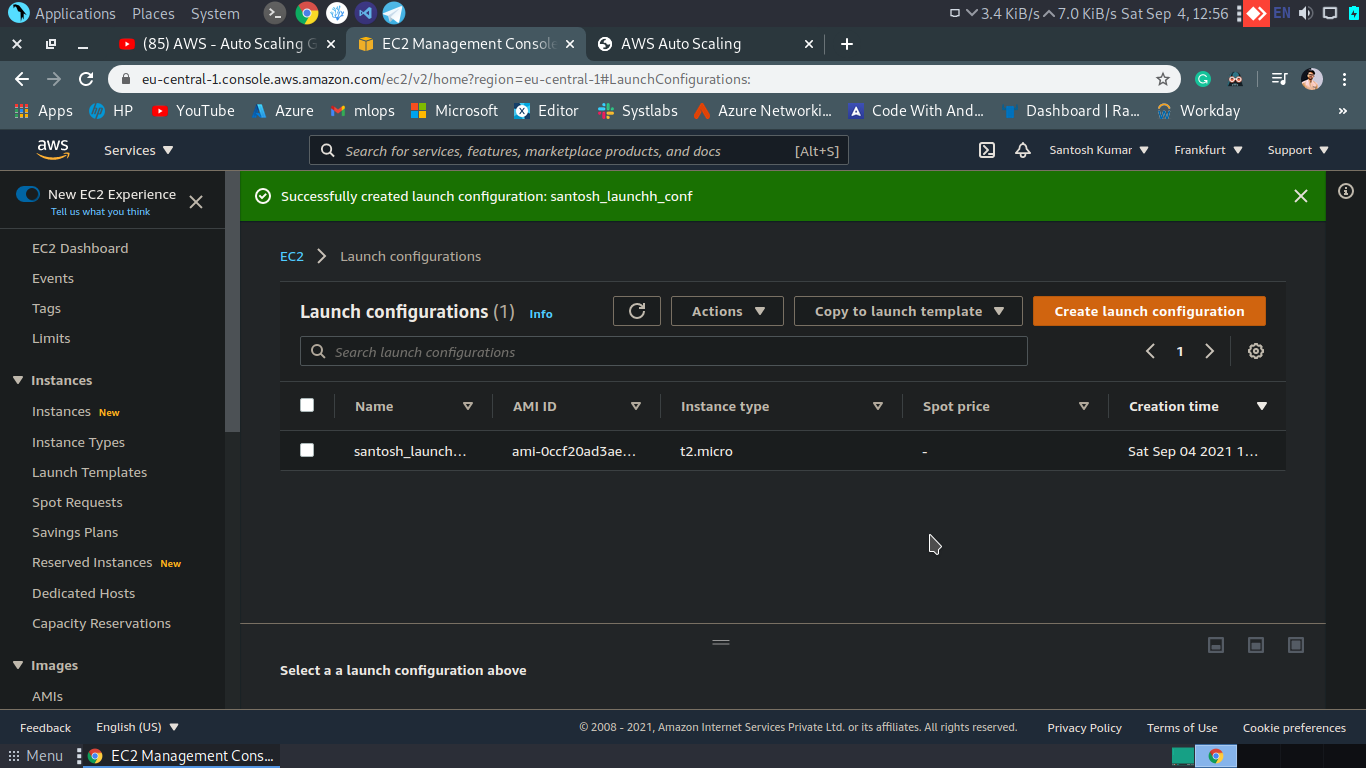 Applications Places System
3.4 KiB/s 7.0 KiB/s Sat Sep 4, 12:56 EN
(85) AWS - Auto Scaling G
EC2 Management Console
AWS Auto Scaling
eu-central-1.console.aws.amazon.com/ec2/v2/home?region=eu-central-1#LaunchConfigurations:
Apps HP YouTube Azure mlops Microsoft Editor Systlabs Azure Networki... Code With And... Dashboard | Ra... Workday »
aws Services Search for services, features, marketplace products, and docs [Alt+S] Santosh Kumar Frankfurt Support
New EC2 Experience
Tell us what you think
EC2 Dashboard
Events
Tags
Limits
Instances
Instances New
Instance Types
Launch Templates
Spot Requests
Savings Plans
Reserved Instances New
Dedicated Hosts
Capacity Reservations
Images
AMIs
Successfully created launch configuration: santosh_launchh_conf
EC2 > Launch configurations
Launch configurations (1) Info Actions Copy to launch template Create launch configuration
Search launch configurations 1
Name AMI ID Instance type Spot price Creation time
santosh_launch... ami-0ccf20ad3ae... t2.micro - Sat Sep 04 2021 1...
Select a a launch configuration above
Feedback English (US) © 2008 - 2021, Amazon Internet Services Private Ltd. or its affiliates. All rights reserved. Privacy Policy Terms of Use Cookie preferences
Menu EC2 Management Cons...